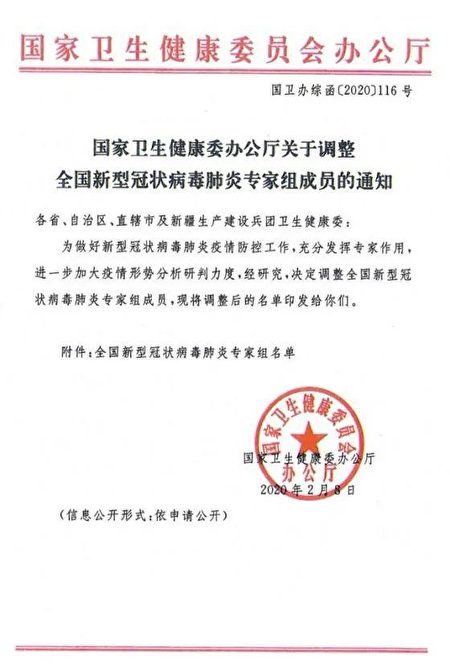 国家卫生健康委员会办公厅
国卫办综函〔2020〕116号
国家卫生健康委办公厅关于调整
全国新型冠状病毒肺炎专家组成员的通知
各省、自治区、直辖市及新疆生产建设兵团卫生健康委:
为做好新型冠状病毒肺炎疫情防控工作,充分发挥专家作用,
进一步加大疫情形势分析研判力度,经研究,决定调整全国新型冠
状病毒肺炎专家组成员,现将调整后的名单印发给你们。
附件:全国新型冠状病毒肺炎专家组名单
国家卫生健康委员会
办公厅
国家卫生健康委办公厅
2020年2月8日
(信息公开形式:依申请公开)